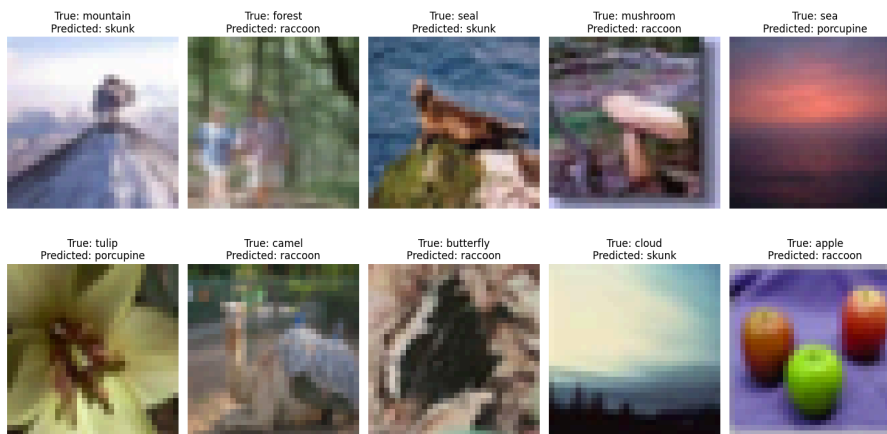 True: mountain
Predicted: skunk
True: forest
Predicted: raccoon
True: seal
Predicted: skunk
True: mushroom
Predicted: raccoon
True: sea
Predicted: porcupine
True: tulip
Predicted: porcupine
True: camel
Predicted: raccoon
True: butterfly
Predicted: raccoon
True: cloud
Predicted: skunk
True: apple
Predicted: raccoon